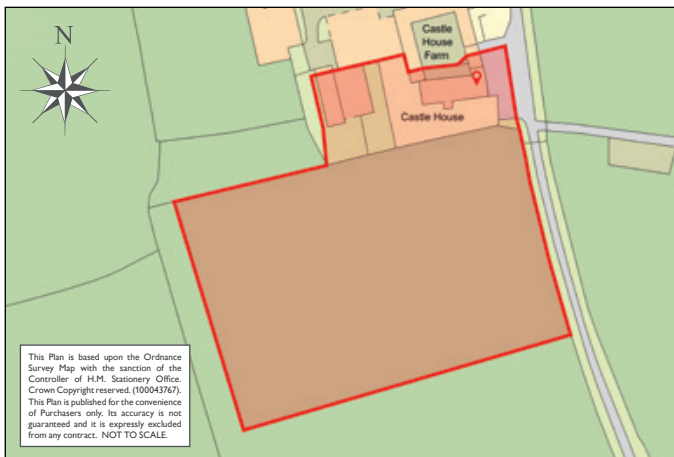 N
Castle
House
Farm
Castle House
This Plan is based upon the Ordnance
Survey Map with the sanction of the
Controller of H.M. Stationery Office.
Crown Copyright reserved. (100043767).
This Plan is published for the convenience
of Purchasers only. Its accuracy is not
guaranteed and it is expressly excluded
from any contract. NOT TO SCALE.